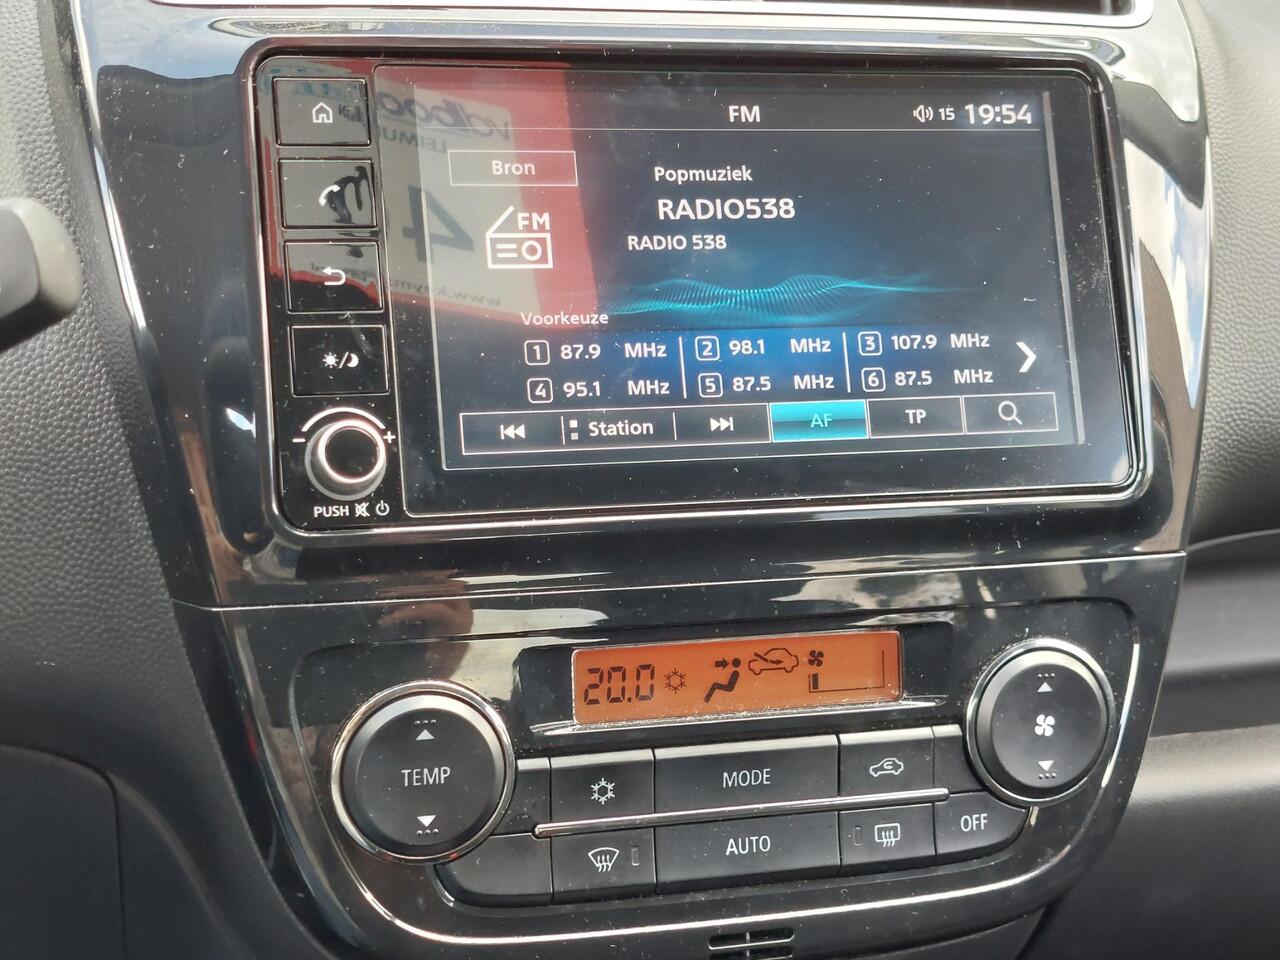 FM
15 19:54
Bron
Popmuziek
FM
RADIO538
RADIO 538
Voorkeuze
1 87.9 MHz 2 98.1 MHz 3 107.9 MHz
4 95.1 MHz 5 87.5 MHz 6 87.5 MHz
Station AF TP
- +
PUSH
20.0
TEMP
MODE
AUTO
OFF
4